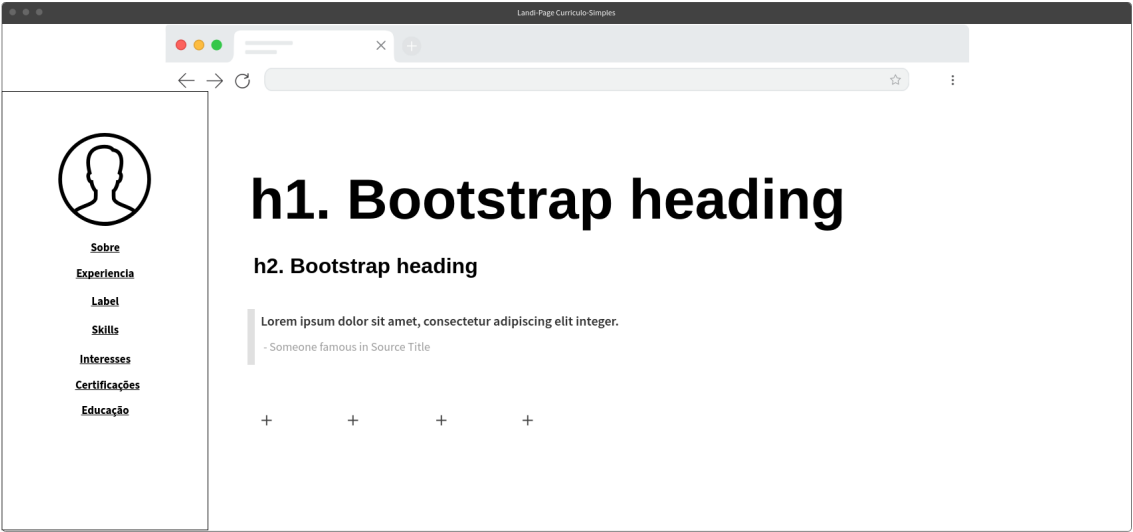 Landi-Page Curriculo-Simples
Sobre
Experiencia
Label
Skills
Interesses
Certificações
Educação
h1. Bootstrap heading
h2. Bootstrap heading
Lorem ipsum dolor sit amet, consectetur adipiscing elit integer.
- Someone famous in Source Title